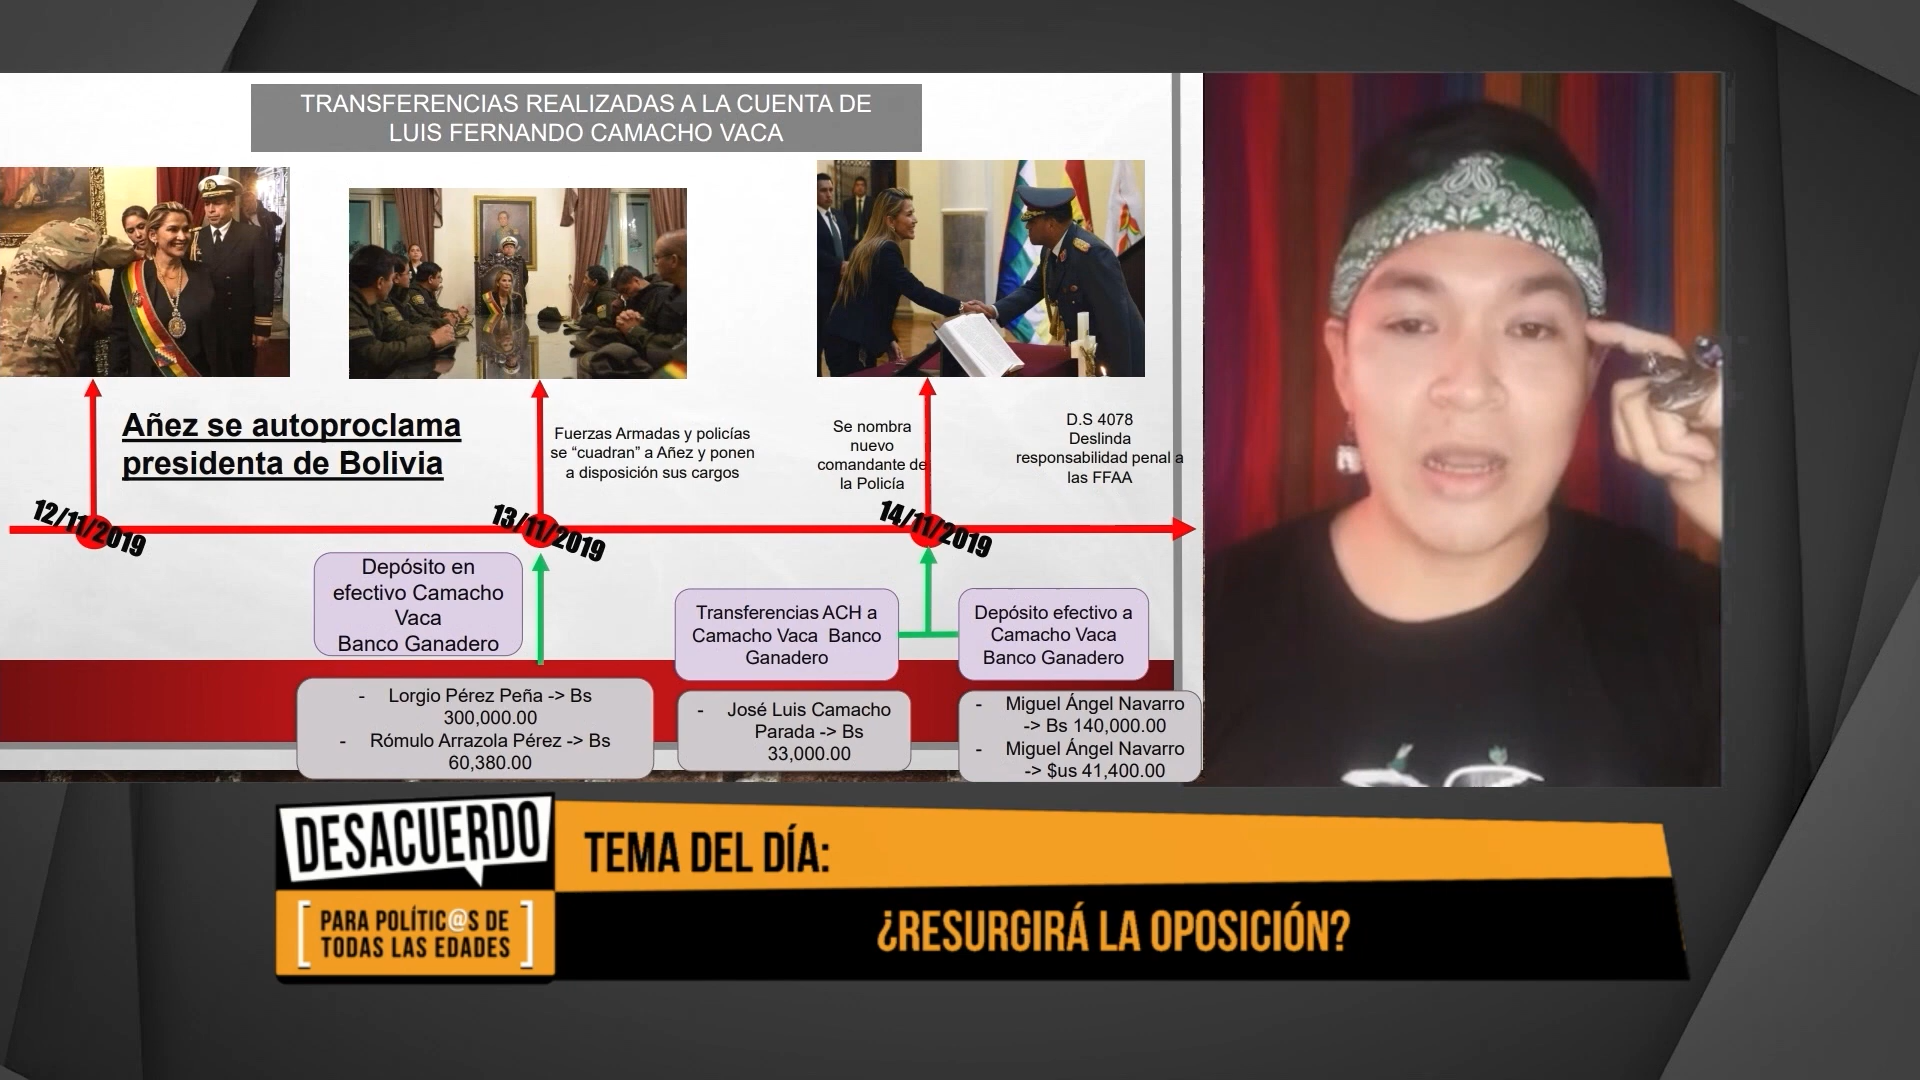 TRANSFERENCIAS REALIZADAS A LA CUENTA DE
LUIS FERNANDO CAMACHO VACA
Añez se autoproclama
presidenta de Bolivia
Fuerzas Armadas y policías
se “cuadran” a Añez y ponen
a disposición sus cargos
Se nombra
nuevo
comandante de
la Policía
D.S 4078
Deslinda
responsabilidad penal a
las FFAA
12/11/2019
13/11/2019
14/11/2019
Depósito en
efectivo Camacho
Vaca
Banco Ganadero
Transferencias ACH a
Camacho Vaca Banco
Ganadero
Depósito efectivo a
Camacho Vaca
Banco Ganadero
- Lorgio Pérez Peña -> Bs
300,000.00
- Rómulo Arrazola Pérez -> Bs
60,380.00
- José Luis Camacho
Parada -> Bs
33,000.00
- Miguel Ángel Navarro
-> Bs 140,000.00
- Miguel Ángel Navarro
-> $us 41,400.00
DESACUERDO
[ PARA POLÍTIC@S DE
TODAS LAS EDADES ]
TEMA DEL DÍA:
¿RESURGIRÁ LA OPOSICIÓN?